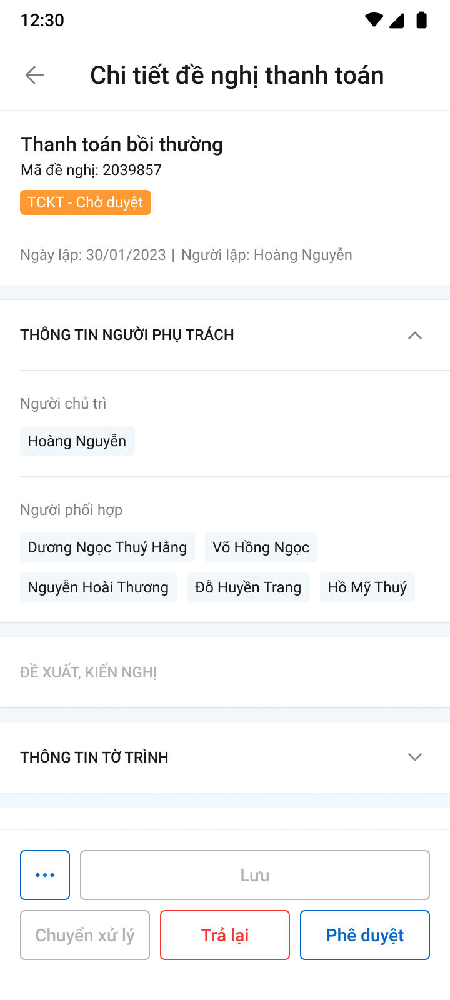 12:30
Chi tiết đề nghị thanh toán
Thanh toán bồi thường
Mã đề nghị: 2039857
TCKT - Chờ duyệt
Ngày lập: 30/01/2023 | Người lập: Hoàng Nguyễn
THÔNG TIN NGƯỜI PHỤ TRÁCH
Người chủ trì
Hoàng Nguyễn
Người phối hợp
Dương Ngọc Thuý Hằng Võ Hồng Ngọc
Nguyễn Hoài Thương Đỗ Huyền Trang Hồ Mỹ Thuý
ĐỀ XUẤT, KIẾN NGHỊ
THÔNG TIN TỜ TRÌNH
... Lưu
Chuyển xử lý Trả lại Phê duyệt